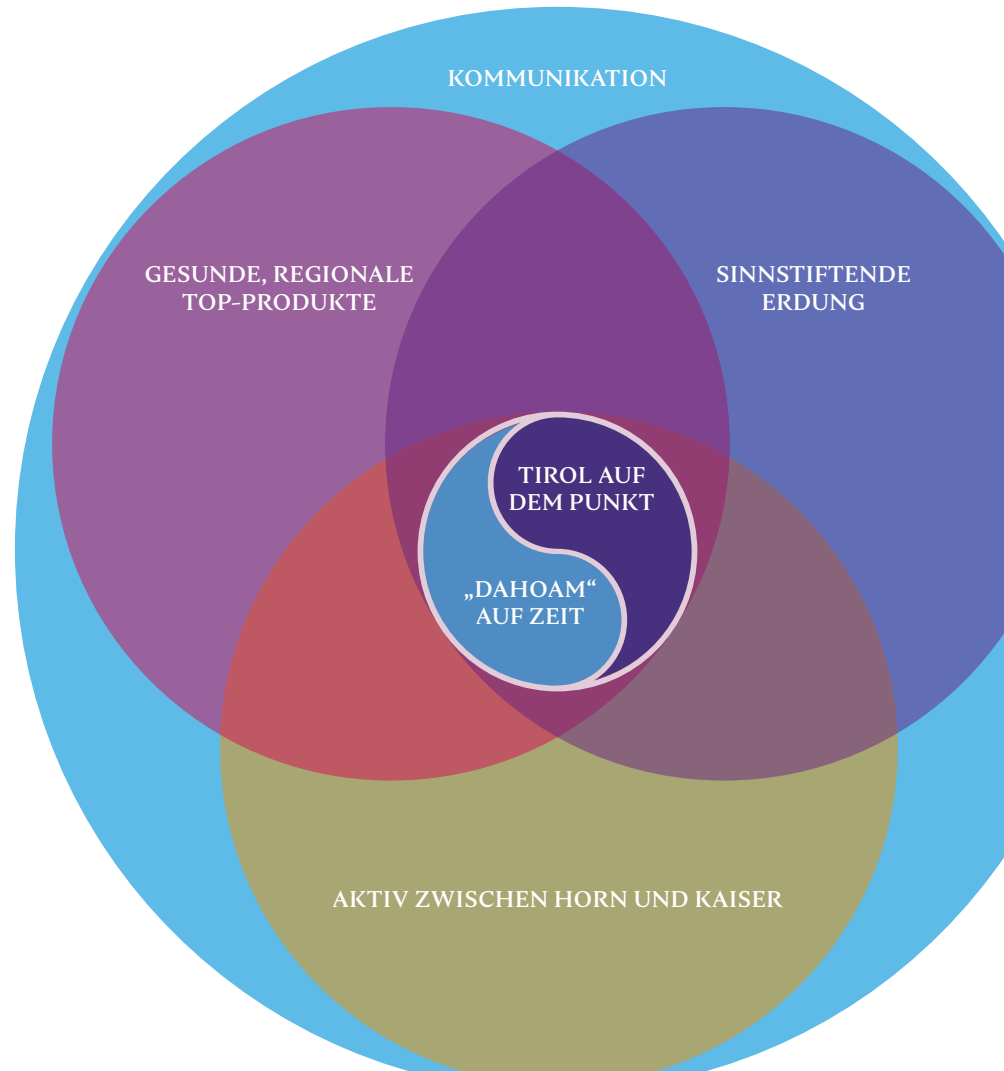 KOMMUNIKATION
GESUNDE, REGIONALE
TOP-PRODUKTE
SINNSTIFTENDE
ERDUNG
TIROL AUF
DEM PUNKT
„DAHOAM“
AUF ZEIT
AKTIV ZWISCHEN HORN UND KAISER